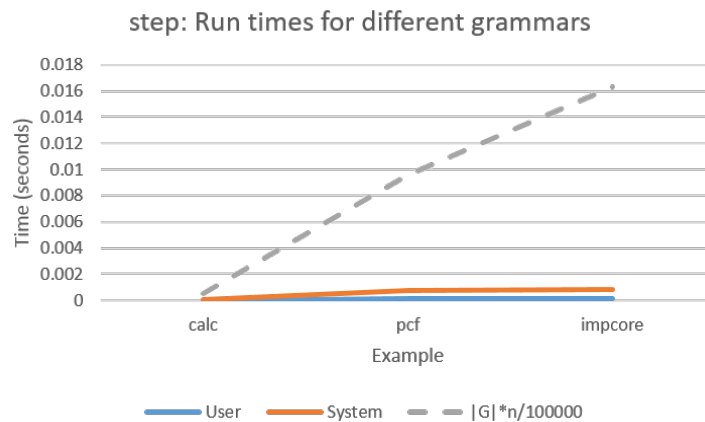 step: Run times for different grammars
0.018
0.016
0.014
0.012
0.01
0.008
0.006
0.004
0.002
0
Time (seconds)
calc pcf impcore
Example
User System |G|*n/100000